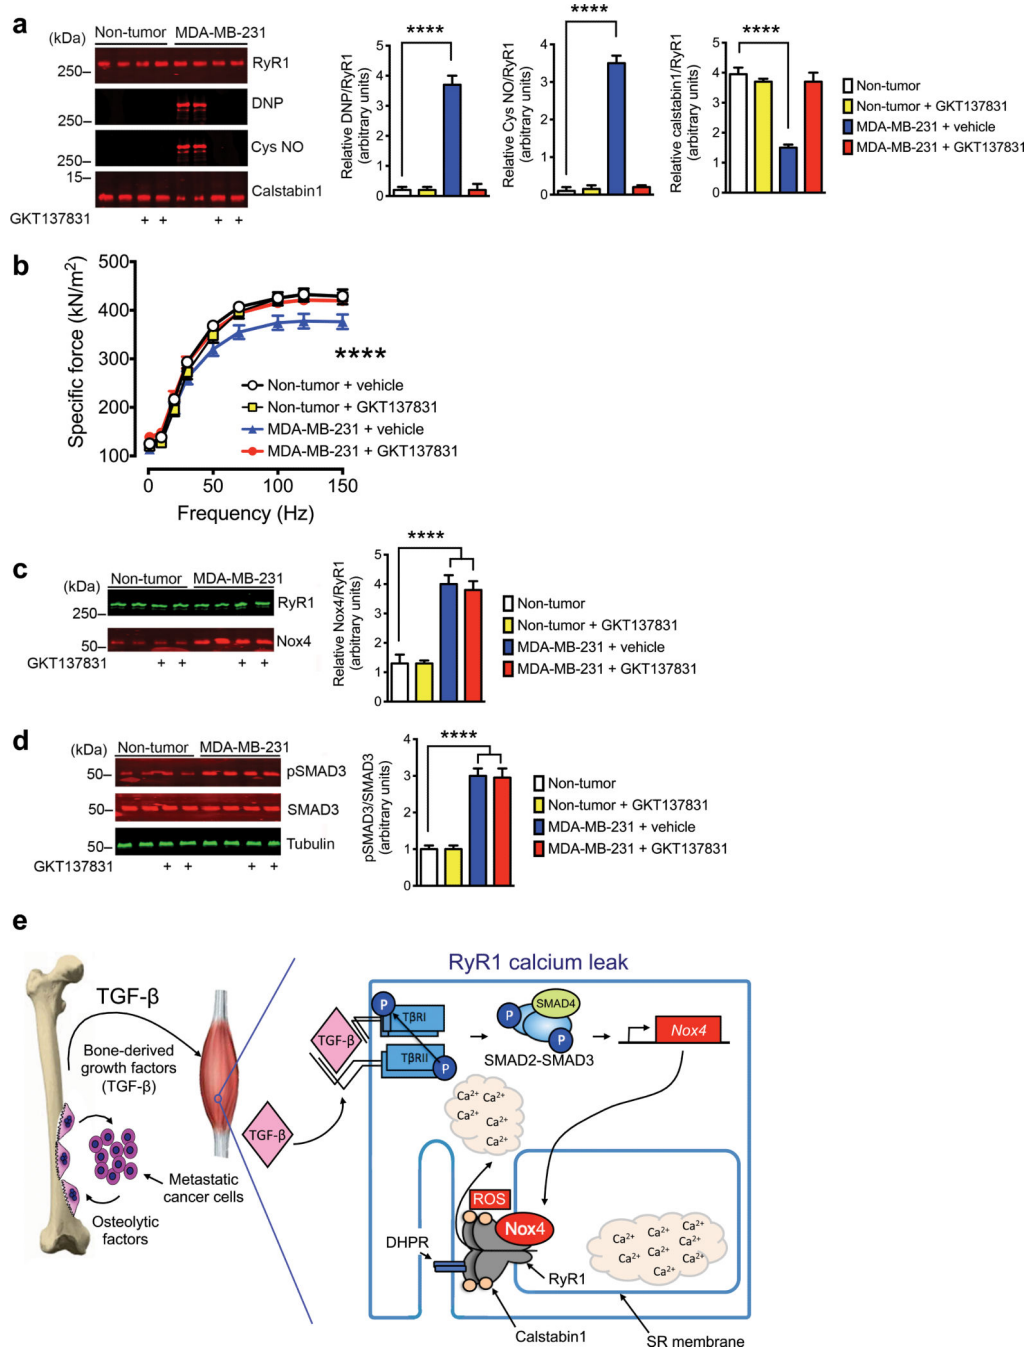 a
(kDa)
Non-tumor MDA-MB-231
250–
RyR1
250–
DNP
250–
Cys NO
15–
Calstabin1
GKT137831 + + + +
****
Relative DNP/RyR1
(arbitrary units)
5
4
3
2
1
0
****
Relative Cys NO/RyR1
(arbitrary units)
4
3
2
1
0
****
Relative calstabin1/RyR1
(arbitrary units)
5
4
3
2
1
0
Non-tumor
Non-tumor + GKT137831
MDA-MB-231 + vehicle
MDA-MB-231 + GKT137831
b
Specific force (kN/m²)
500
400
300
200
100
****
Non-tumor + vehicle
Non-tumor + GKT137831
MDA-MB-231 + vehicle
MDA-MB-231 + GKT137831
0 50 100 150
Frequency (Hz)
c
(kDa)
Non-tumor MDA-MB-231
250–
RyR1
50–
Nox4
GKT137831 + + + +
****
Relative Nox4/RyR1
(arbitrary units)
5
4
3
2
1
0
Non-tumor
Non-tumor + GKT137831
MDA-MB-231 + vehicle
MDA-MB-231 + GKT137831
d
(kDa)
Non-tumor MDA-MB-231
50–
pSMAD3
50–
SMAD3
50–
Tubulin
GKT137831 + + + +
****
pSMAD3/SMAD3
(arbitrary units)
4
3
2
1
0
Non-tumor
Non-tumor + GKT137831
MDA-MB-231 + vehicle
MDA-MB-231 + GKT137831
e
RyR1 calcium leak
TGF-β
Bone-derived
growth factors
(TGF-β)
Metastatic
cancer cells
Osteolytic
factors
TGF-β
TGF-β
P
TβRI
TβRII
P
P
SMAD4
P
SMAD2-SMAD3
Nox4
Ca²⁺ Ca²⁺
Ca²⁺ Ca²⁺
Ca²⁺
Ca²⁺
ROS
Nox4
DHPR
RyR1
Calstabin1
Ca²⁺ Ca²⁺ Ca²⁺
Ca²⁺ Ca²⁺ Ca²⁺
Ca²⁺ Ca²⁺
Ca²⁺
SR membrane